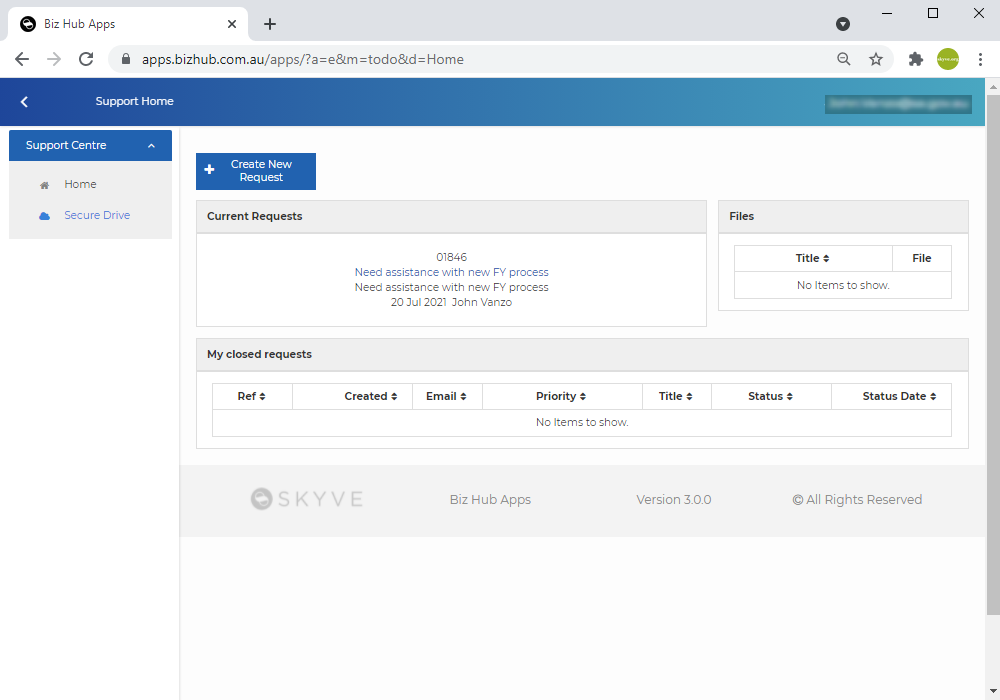 Biz Hub Apps
apps.bizhub.com.au/apps/?a=e&m=todo&d=Home
Support Home
Support Centre
Home
Secure Drive
Create New
Request
Current Requests
01846
Need assistance with new FY process
Need assistance with new FY process
20 Jul 2021 John Vanzo
Files
Title File
No Items to show.
My closed requests
Ref Created Email Priority Title Status Status Date
No Items to show.
SKYVE Biz Hub Apps Version 3.0.0 © All Rights Reserved